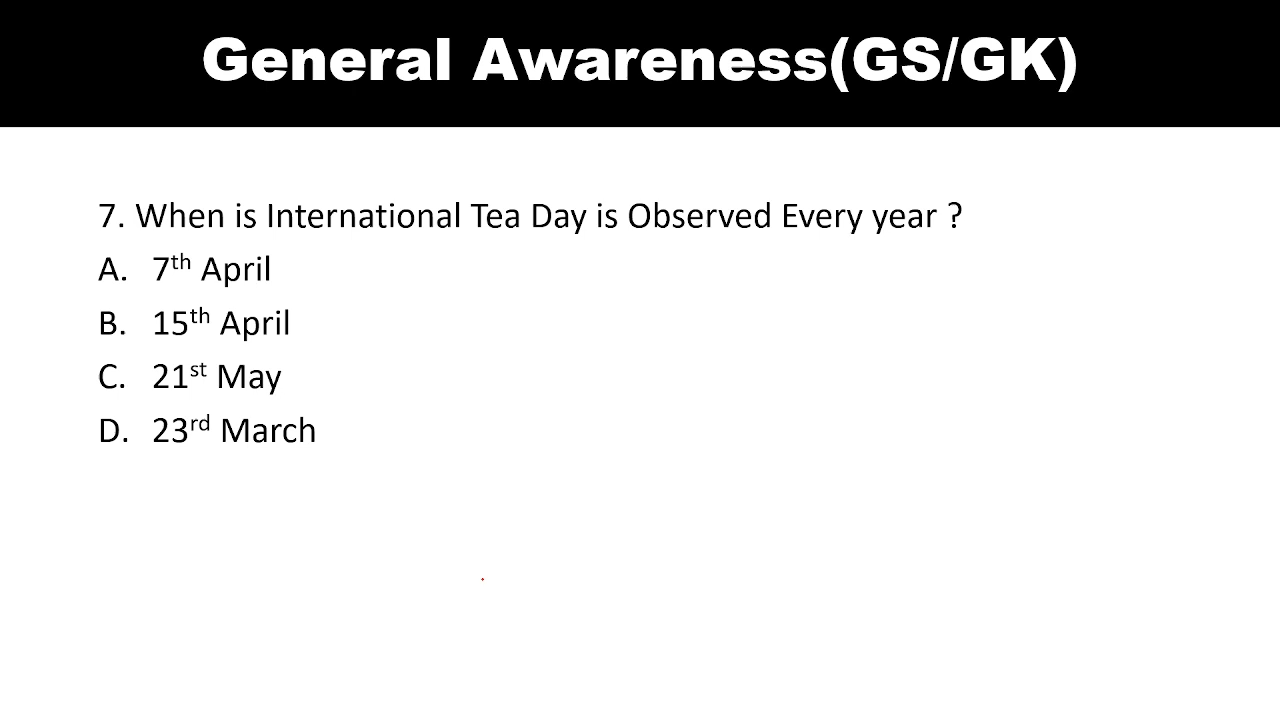 General Awareness(GS/GK)
7. When is International Tea Day is Observed Every year ?
A. 7th April
B. 15th April
C. 21st May
D. 23rd March